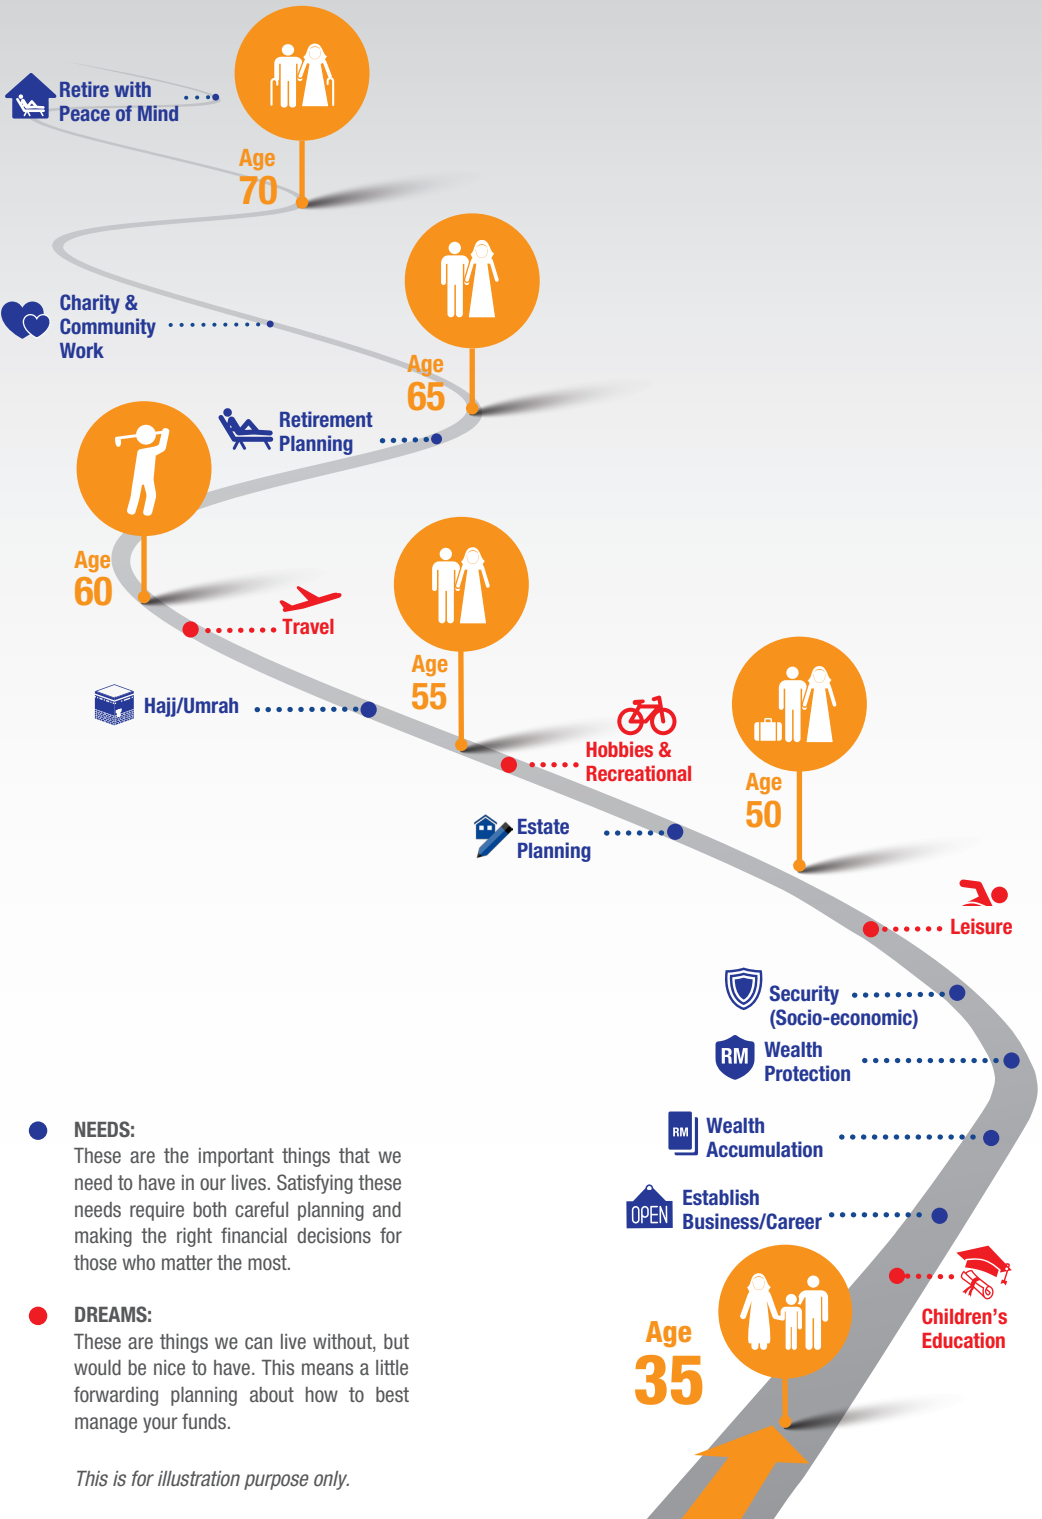 Retire with
Peace of Mind
Age
70
Charity &
Community
Work
Age
65
Retirement
Planning
Age
60
Travel
Age
55
Hajj/Umrah
Hobbies &
Recreational
Age
50
Estate
Planning
Leisure
Security
(Socio-economic)
RM
Wealth
Protection
RM
Wealth
Accumulation
OPEN
Establish
Business/Career
Children's
Education
Age
35
NEEDS:
These are the important things that we
need to have in our lives. Satisfying these
needs require both careful planning and
making the right financial decisions for
those who matter the most.
DREAMS:
These are things we can live without, but
would be nice to have. This means a little
forwarding planning about how to best
manage your funds.
This is for illustration purpose only.